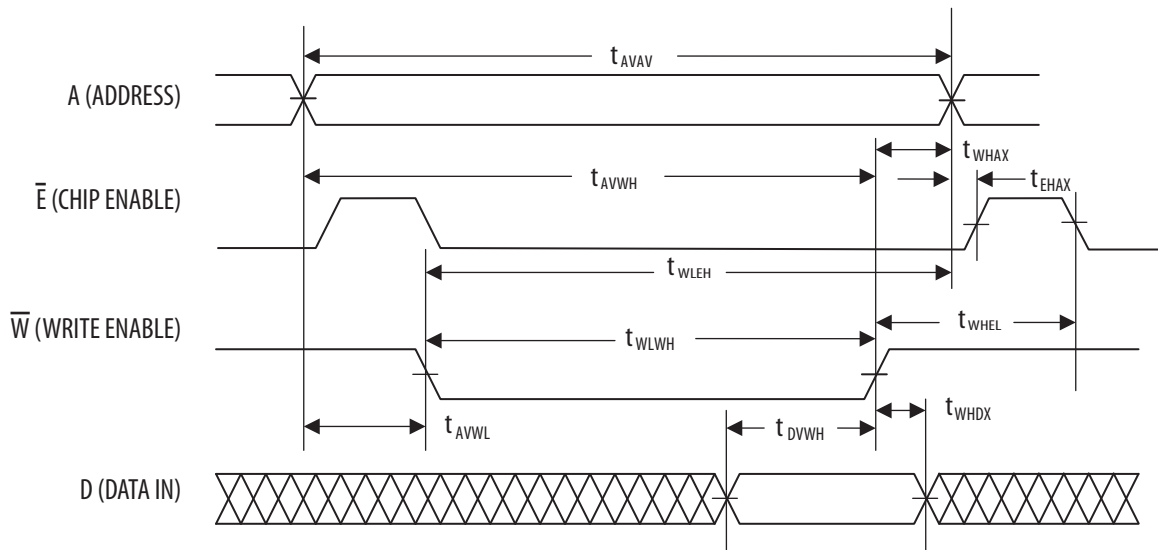 tAVAV
A (ADDRESS)
tWHAX
tAVWH
tEHAX
E̅ (CHIP ENABLE)
tWLEH
W̅ (WRITE ENABLE)
tWLWH
tWHEL
tWHDX
tAVWL
tDVWH
D (DATA IN)